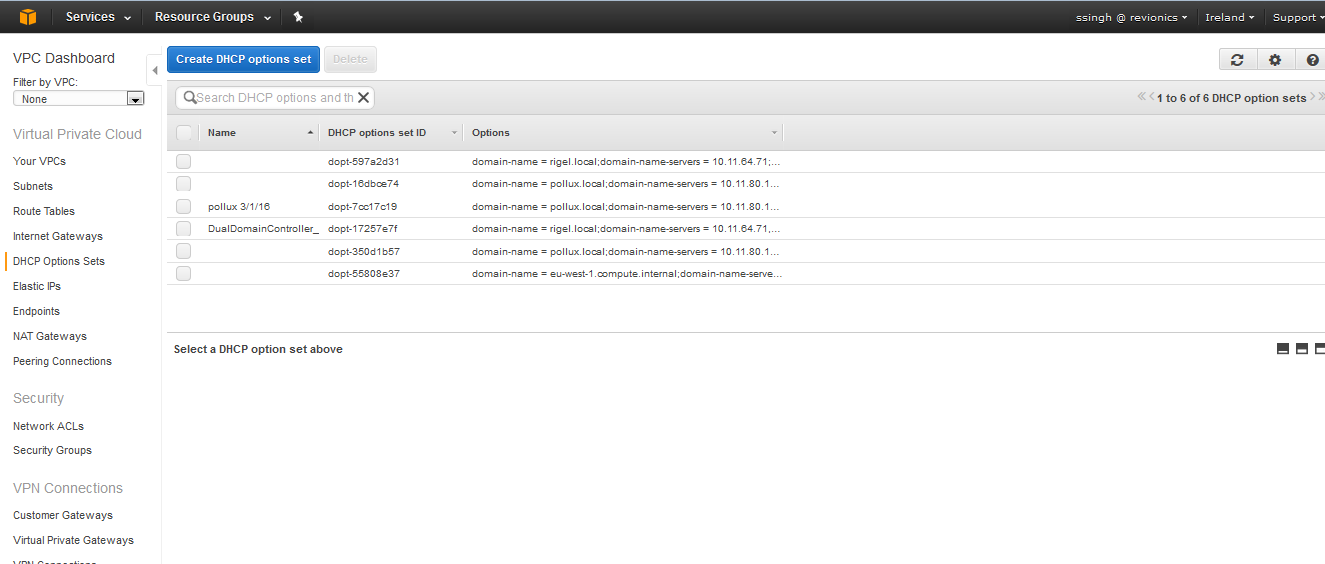 Services Resource Groups ssingh @ revionics Ireland Support
VPC Dashboard
Filter by VPC:
None
Virtual Private Cloud
Your VPCs
Subnets
Route Tables
Internet Gateways
DHCP Options Sets
Elastic IPs
Endpoints
NAT Gateways
Peering Connections
Security
Network ACLs
Security Groups
VPN Connections
Customer Gateways
Virtual Private Gateways
VPN Connections
Create DHCP options set Delete
Search DHCP options and th 1 to 6 of 6 DHCP option sets
Name DHCP options set ID Options
dopt-597a2d31 domain-name = rigel.local;domain-name-servers = 10.11.64.71;...
dopt-16dbce74 domain-name = pollux.local;domain-name-servers = 10.11.80.1...
pollux 3/1/16 dopt-7cc17c19 domain-name = pollux.local;domain-name-servers = 10.11.80.1...
DualDomainController_ dopt-17257e7f domain-name = rigel.local;domain-name-servers = 10.11.64.71;...
dopt-350d1b57 domain-name = pollux.local;domain-name-servers = 10.11.80.1...
dopt-55808e37 domain-name = eu-west-1.compute.internal;domain-name-serve...
Select a DHCP option set above